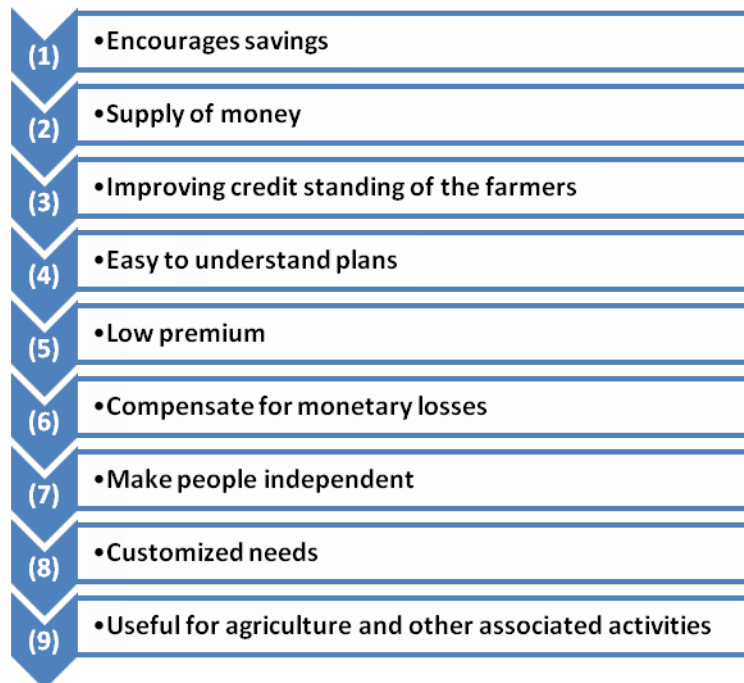 (1) •Encourages savings
(2) •Supply of money
(3) •Improving credit standing of the farmers
(4) •Easy to understand plans
(5) •Low premium
(6) •Compensate for monetary losses
(7) •Make people independent
(8) •Customized needs
(9) •Useful for agriculture and other associated activities